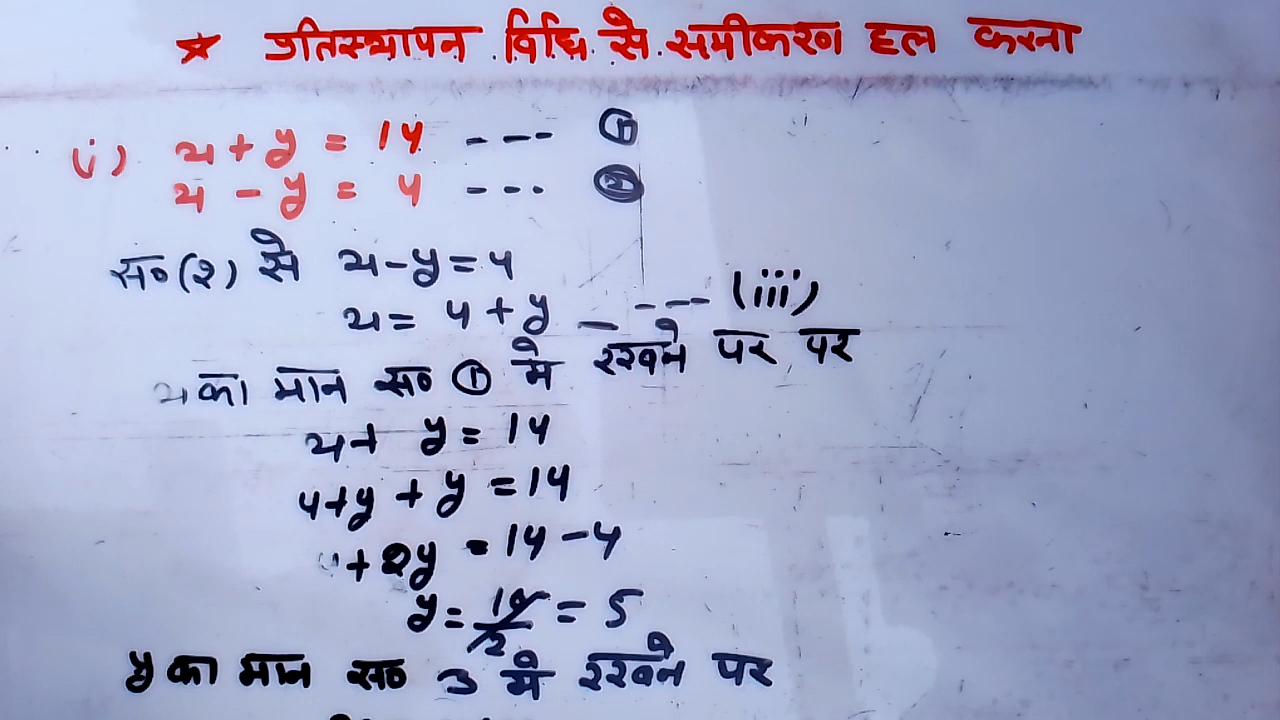 ★ प्रतिस्थापन विधि से समीकरण हल करना
(i) x + y = 14 --- ①
x - y = 4 --- ②
स० (२) से x - y = 4
x = 4 + y _ --- (iii)
x का मान स० ① मे रखने पर पर
x + y = 14
4 + y + y = 14
+ 2y = 14 - 4
y = 10/2 = 5
y का मान स० 3 मे रखने पर